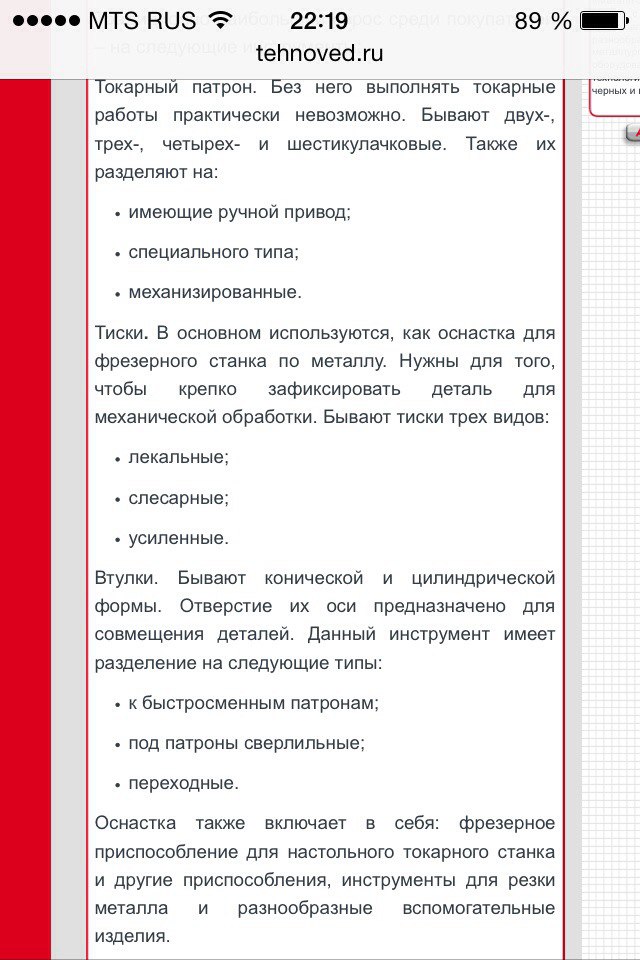 MTS RUS 22:19 89 %
tehnoved.ru
– на следующие
Токарный патрон. Без него выполнять токарные
работы практически невозможно. Бывают двух-,
трех-, четырех- и шестикулачковые. Также их
разделяют на:
• имеющие ручной привод;
• специального типа;
• механизированные.
Тиски. В основном используются, как оснастка для
фрезерного станка по металлу. Нужны для того,
чтобы крепко зафиксировать деталь для
механической обработки. Бывают тиски трех видов:
• лекальные;
• слесарные;
• усиленные.
Втулки. Бывают конической и цилиндрической
формы. Отверстие их оси предназначено для
совмещения деталей. Данный инструмент имеет
разделение на следующие типы:
• к быстросменным патронам;
• под патроны сверлильные;
• переходные.
Оснастка также включает в себя: фрезерное
приспособление для настольного токарного станка
и другие приспособления, инструменты для резки
металла и разнообразные вспомогательные
изделия.
черных и